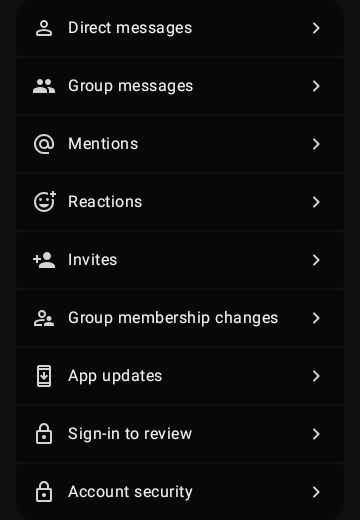 Direct messages
Group messages
Mentions
Reactions
Invites
Group membership changes
App updates
Sign-in to review
Account security